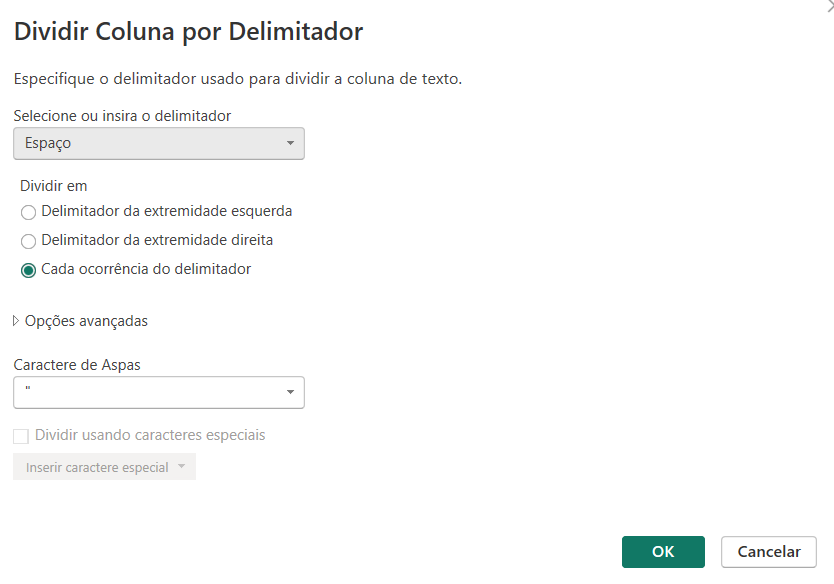 Dividir Coluna por Delimitador
Especifique o delimitador usado para dividir a coluna de texto.
Selecione ou insira o delimitador
Espaço
Dividir em
Delimitador da extremidade esquerda
Delimitador da extremidade direita
Cada ocorrência do delimitador
Opções avançadas
Caractere de Aspas
"
Dividir usando caracteres especiais
Inserir caractere especial
OK Cancelar